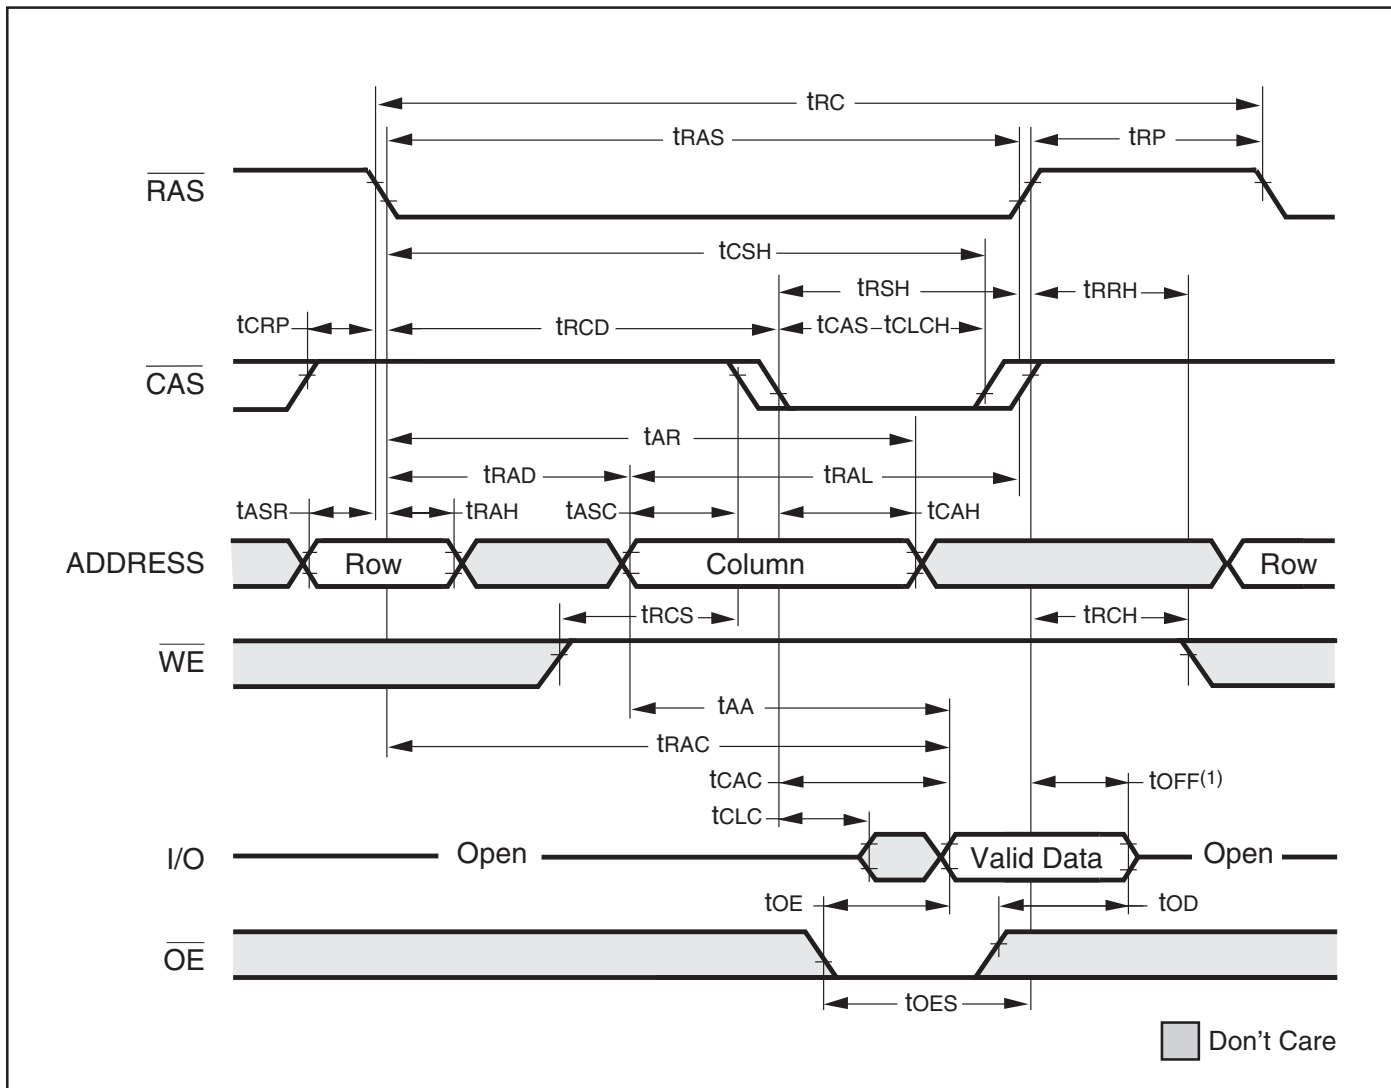 tRC
tRAS tRP
RAS
tCSH
tRSH tRRH
tCRP tRCD tCAS tCLCH
CAS
tAR
tRAD tRAL
tASR tRAH tASC tCAH
ADDRESS Row Column Row
tRCS tRCH
WE
tAA
tRAC
tCAC tOFF(1)
tCLC
I/O Open Valid Data Open
tOE tOD
OE
tOES
Don't Care